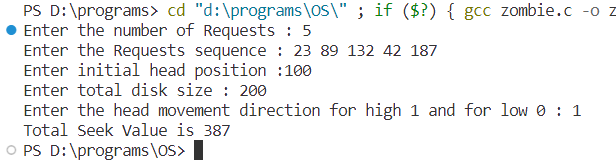 PS D:\programs> cd "d:\programs\OS\" ; if ($?) { gcc zombie.c -o z
Enter the number of Requests : 5
Enter the Requests sequence : 23 89 132 42 187
Enter initial head position :100
Enter total disk size : 200
Enter the head movement direction for high 1 and for low 0 : 1
Total Seek Value is 387
PS D:\programs\OS>